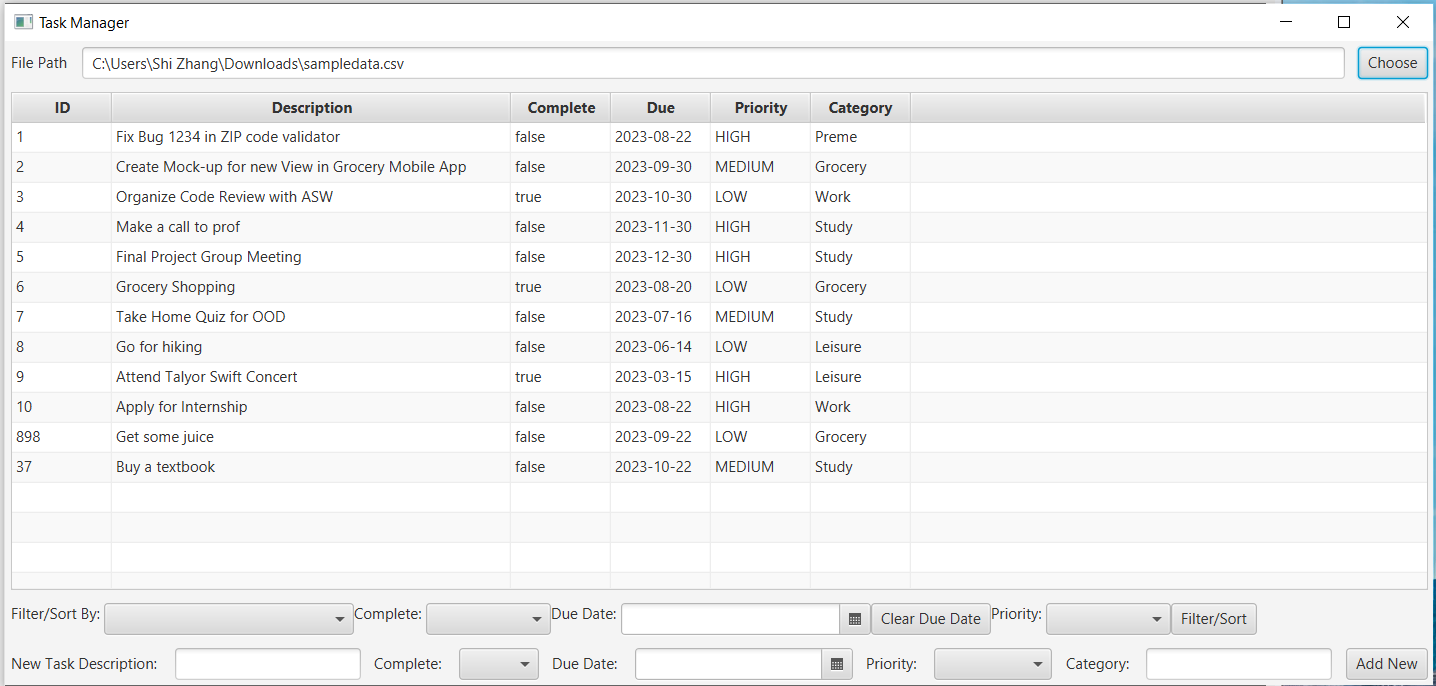 Task Manager
File Path C:\Users\Shi Zhang\Downloads\sampledata.csv Choose
ID Description Complete Due Priority Category
1 Fix Bug 1234 in ZIP code validator false 2023-08-22 HIGH Preme
2 Create Mock-up for new View in Grocery Mobile App false 2023-09-30 MEDIUM Grocery
3 Organize Code Review with ASW true 2023-10-30 LOW Work
4 Make a call to prof false 2023-11-30 HIGH Study
5 Final Project Group Meeting false 2023-12-30 HIGH Study
6 Grocery Shopping true 2023-08-20 LOW Grocery
7 Take Home Quiz for OOD false 2023-07-16 MEDIUM Study
8 Go for hiking false 2023-06-14 LOW Leisure
9 Attend Talyor Swift Concert true 2023-03-15 HIGH Leisure
10 Apply for Internship false 2023-08-22 HIGH Work
898 Get some juice false 2023-09-22 LOW Grocery
37 Buy a textbook false 2023-10-22 MEDIUM Study
Filter/Sort By: Complete: Due Date: Clear Due Date Priority: Filter/Sort
New Task Description: Complete: Due Date: Priority: Category: Add New